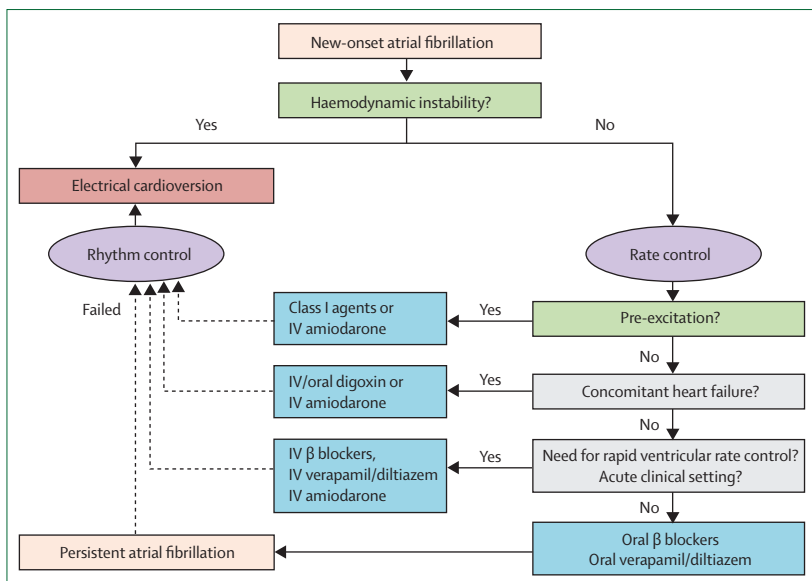 New-onset atrial fibrillation
Haemodynamic instability?
Yes
No
Electrical cardioversion
Rhythm control
Rate control
Failed
Class I agents or
IV amiodarone
Yes
Pre-excitation?
No
IV/oral digoxin or
IV amiodarone
Yes
Concomitant heart failure?
No
IV β blockers,
IV verapamil/diltiazem
IV amiodarone
Yes
Need for rapid ventricular rate control?
Acute clinical setting?
No
Persistent atrial fibrillation
Oral β blockers
Oral verapamil/diltiazem